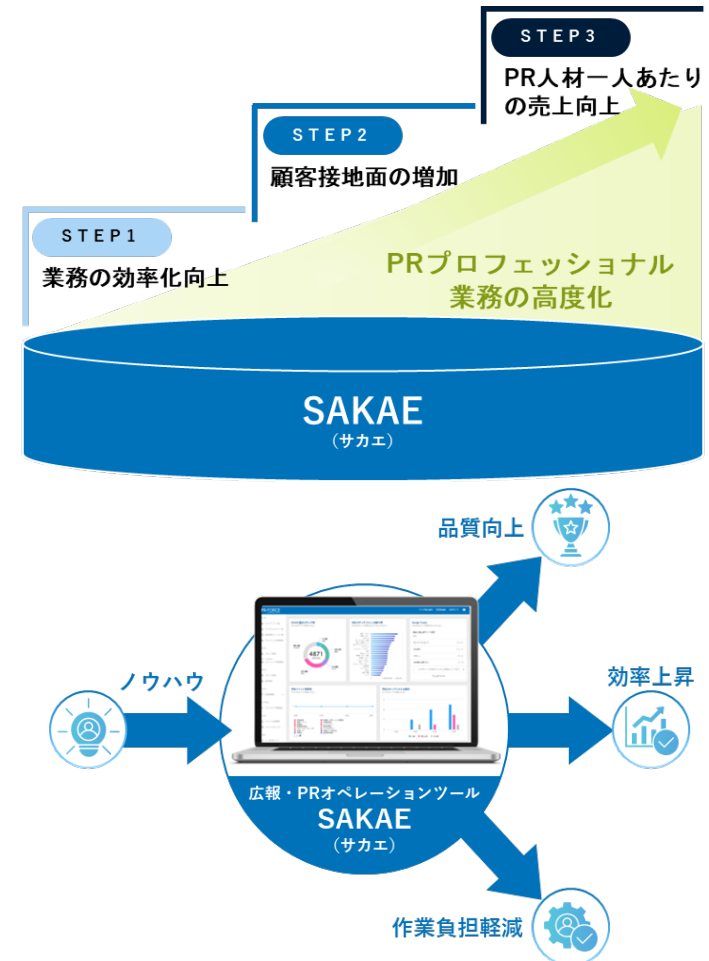 STEP3
PR人材一人あたり
の売上向上
STEP2
顧客接地面の増加
STEP1
業務の効率化向上
PRプロフェッショナル
業務の高度化
SAKAE
(サカエ)
品質向上
ノウハウ
効率上昇
4871
広報・PRオペレーションツール
SAKAE
(サカエ)
作業負担軽減